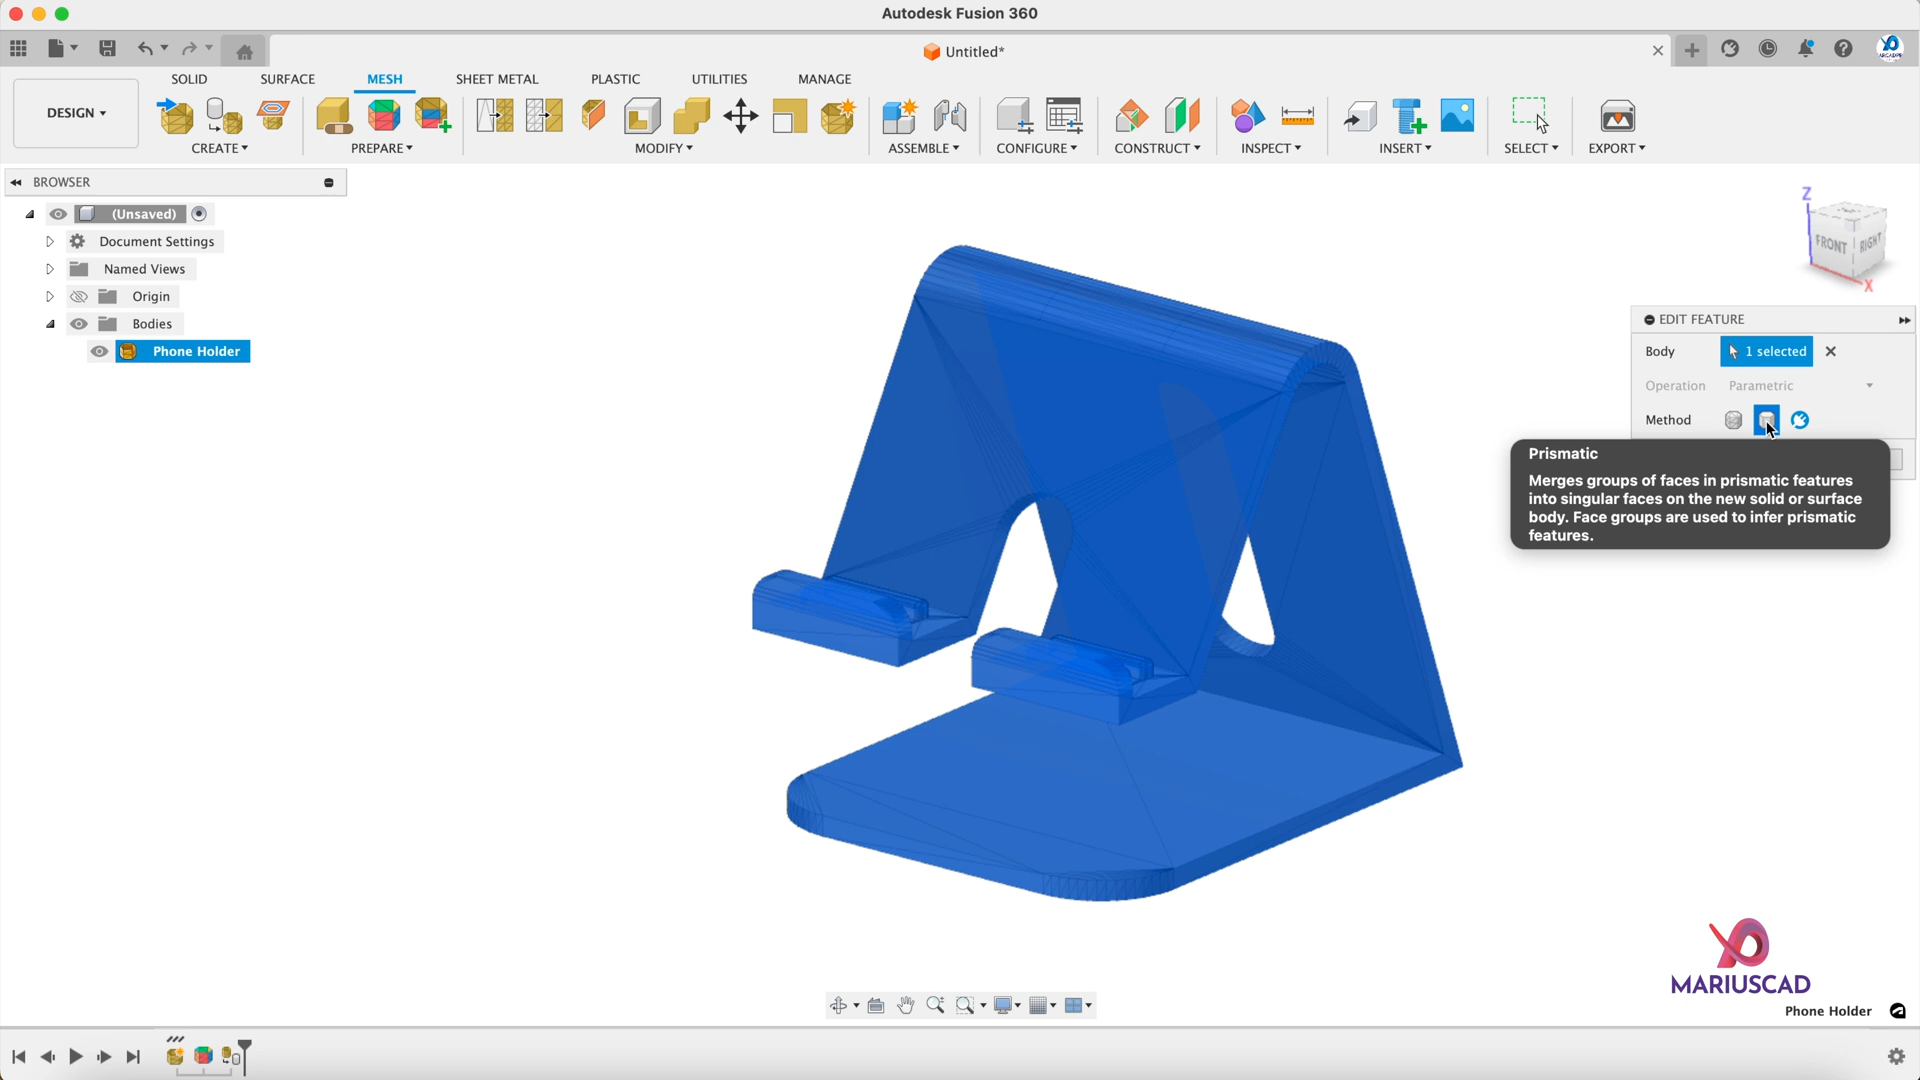 Autodesk Fusion 360
Untitled*
SOLID SURFACE MESH SHEET METAL PLASTIC UTILITIES MANAGE
DESIGN
CREATE PREPARE MODIFY ASSEMBLE CONFIGURE CONSTRUCT INSPECT INSERT SELECT EXPORT
BROWSER
(Unsaved)
Document Settings
Named Views
Origin
Bodies
Phone Holder
Z
FRONT RIGHT
X
EDIT FEATURE
Body 1 selected
Operation Parametric
Method
Prismatic
Merges groups of faces in prismatic features
into singular faces on the new solid or surface
body. Face groups are used to infer prismatic
features.
MARIUSCAD
Phone Holder